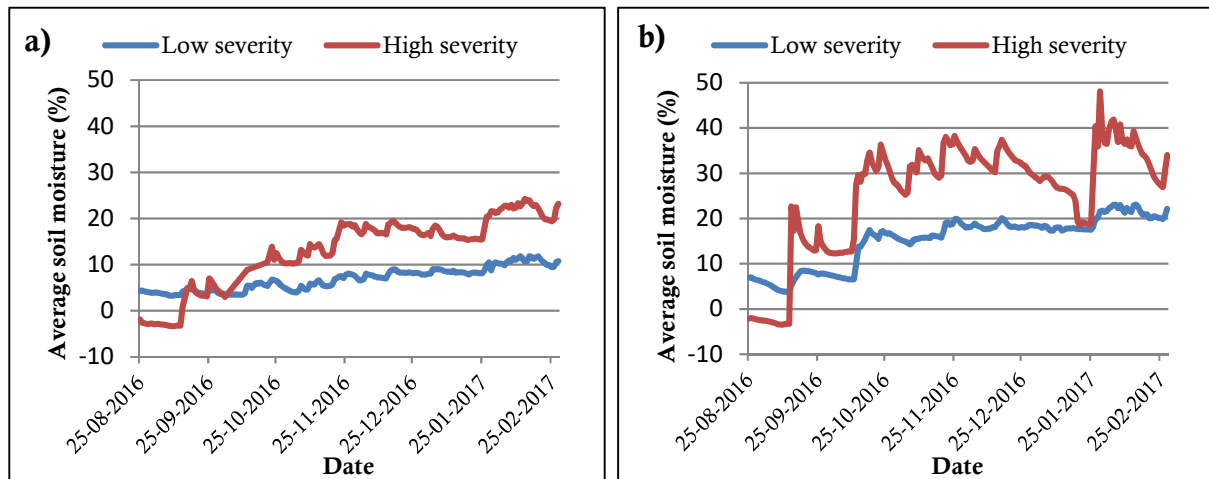 a)
Low severity
High severity
Average soil moisture (%)
50
40
30
20
10
0
-10
25-08-2016
25-09-2016
25-10-2016
25-11-2016
25-12-2016
25-01-2017
25-02-2017
Date
b)
Low severity
High severity
Average soil moisture (%)
50
40
30
20
10
0
-10
25-08-2016
25-09-2016
25-10-2016
25-11-2016
25-12-2016
25-01-2017
25-02-2017
Date